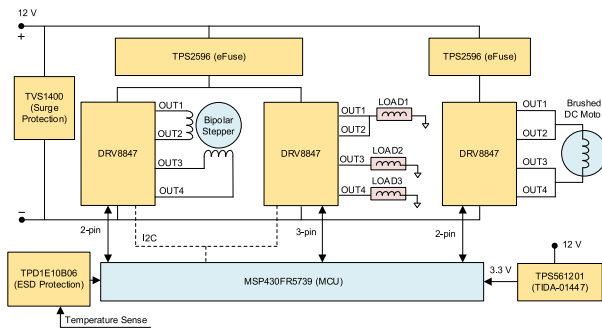 12 V
+
TPS2596 (eFuse)
TPS2596 (eFuse)
TVS1400
(Surge
Protection)
DRV8847
OUT1
OUT2
OUT3
OUT4
Bipolar
Stepper
DRV8847
OUT1
OUT2
OUT3
OUT4
LOAD1
LOAD2
LOAD3
DRV8847
OUT1
OUT2
OUT3
OUT4
Brushed
DC Moto
−
2-pin
I2C
3-pin
2-pin
12 V
TPD1E10B06
(ESD Protection)
MSP430FR5739 (MCU)
3.3 V
TPS561201
(TIDA-01447)
Temperature Sense